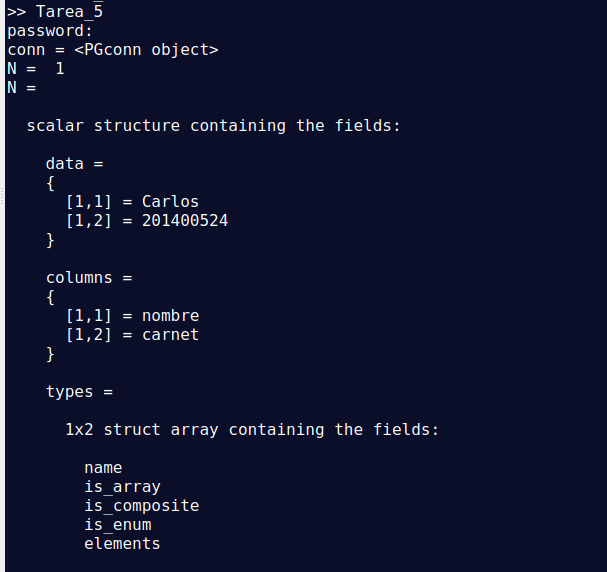 >> Tarea_5
password:
conn = <PGconn object>
N =  1
N =
  scalar structure containing the fields:
    data =
    {
      [1,1] = Carlos
      [1,2] = 201400524
    }
    columns =
    {
      [1,1] = nombre
      [1,2] = carnet
    }
    types =
      1x2 struct array containing the fields:
        name
        is_array
        is_composite
        is_enum
        elements